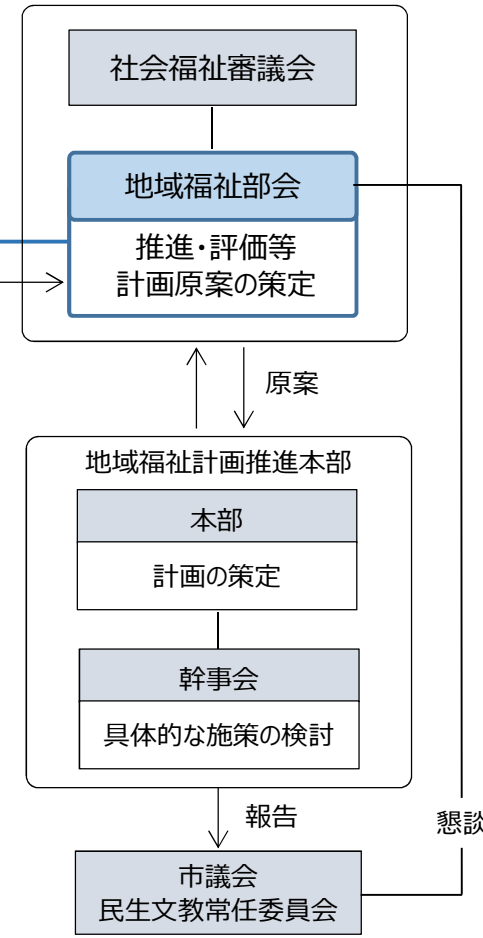 社会福祉審議会
地域福祉部会
推進・評価等
計画原案の策定
原案
地域福祉計画推進本部
本部
計画の策定
幹事会
具体的な施策の検討
報告
懇談
市議会
民生文教常任委員会